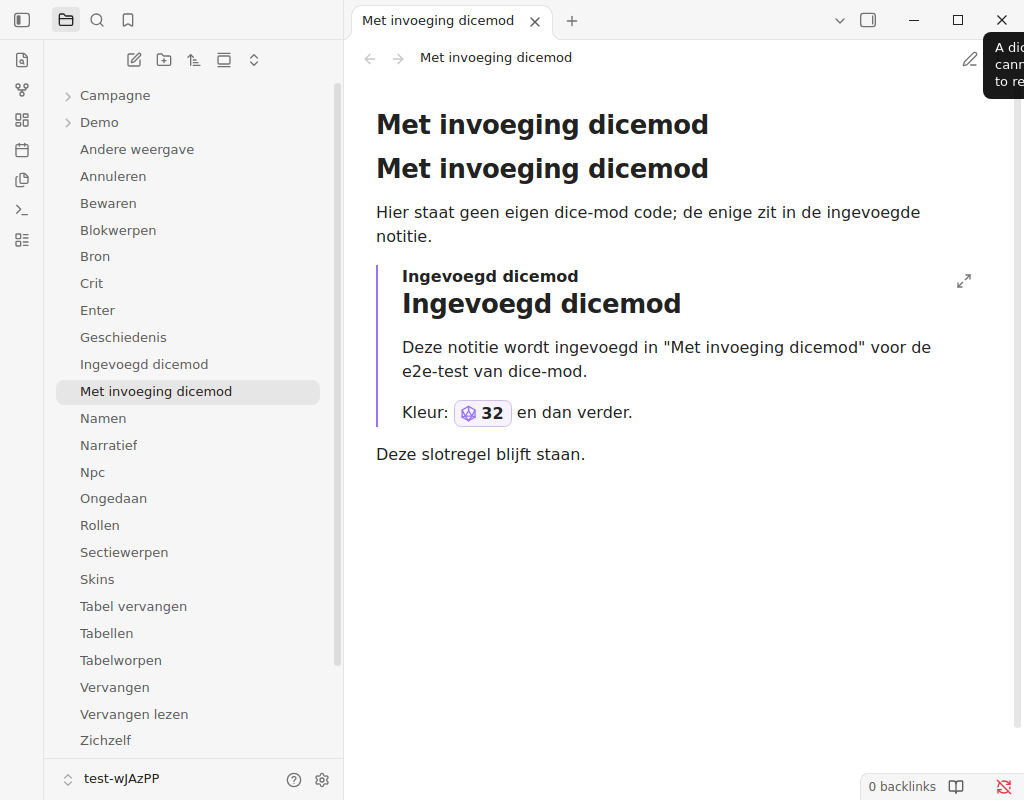 Met invoeging dicemod
Met invoeging dicemod
A
cann
to re
Campagne
Demo
Andere weergave
Annuleren
Bewaren
Blokwerpen
Bron
Crit
Enter
Geschiedenis
Ingevoegd dicemod
Met invoeging dicemod
Namen
Narratief
Npc
Ongedaan
Rollen
Sectiewerpen
Skins
Tabel vervangen
Tabellen
Tabelworpen
Vervangen
Vervangen lezen
Zichzelf
test-wJAzPP
Met invoeging dicemod
Met invoeging dicemod
Hier staat geen eigen dice-mod code; de enige zit in de ingevoegde
notitie.
Ingevoegd dicemod
Ingevoegd dicemod
Deze notitie wordt ingevoegd in "Met invoeging dicemod" voor de
e2e-test van dice-mod.
Kleur: 32 en dan verder.
Deze slotregel blijft staan.
0 backlinks